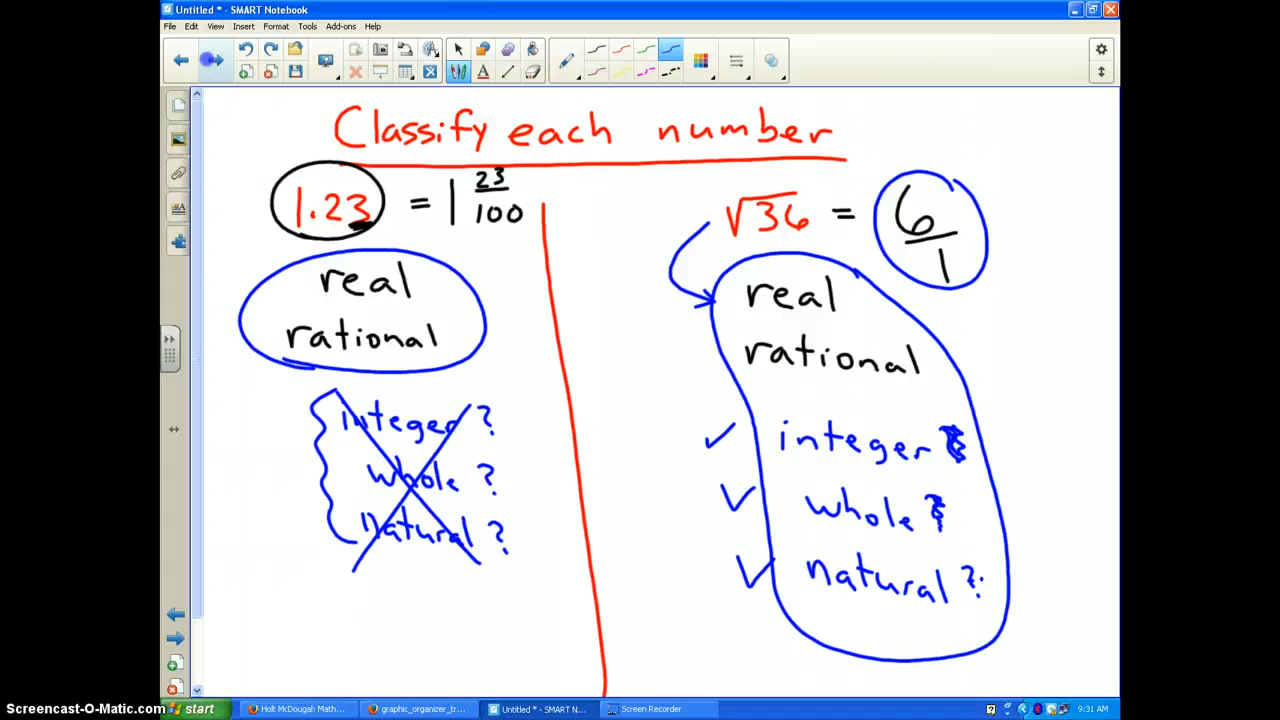 Untitled * - SMART Notebook
File Edit View Insert Format Tools Add-ons Help
Classify each number
1.23 = 1 23/100
real
rational
integer ?
whole ?
natural ?
√36 = 6/1
real
rational
integer
whole
natural ?
Screencast-O-Matic.com
start
Holt McDougal: Math...
graphic_organizer_tr...
Untitled * - SMART N...
Screen Recorder
?
9:31 AM